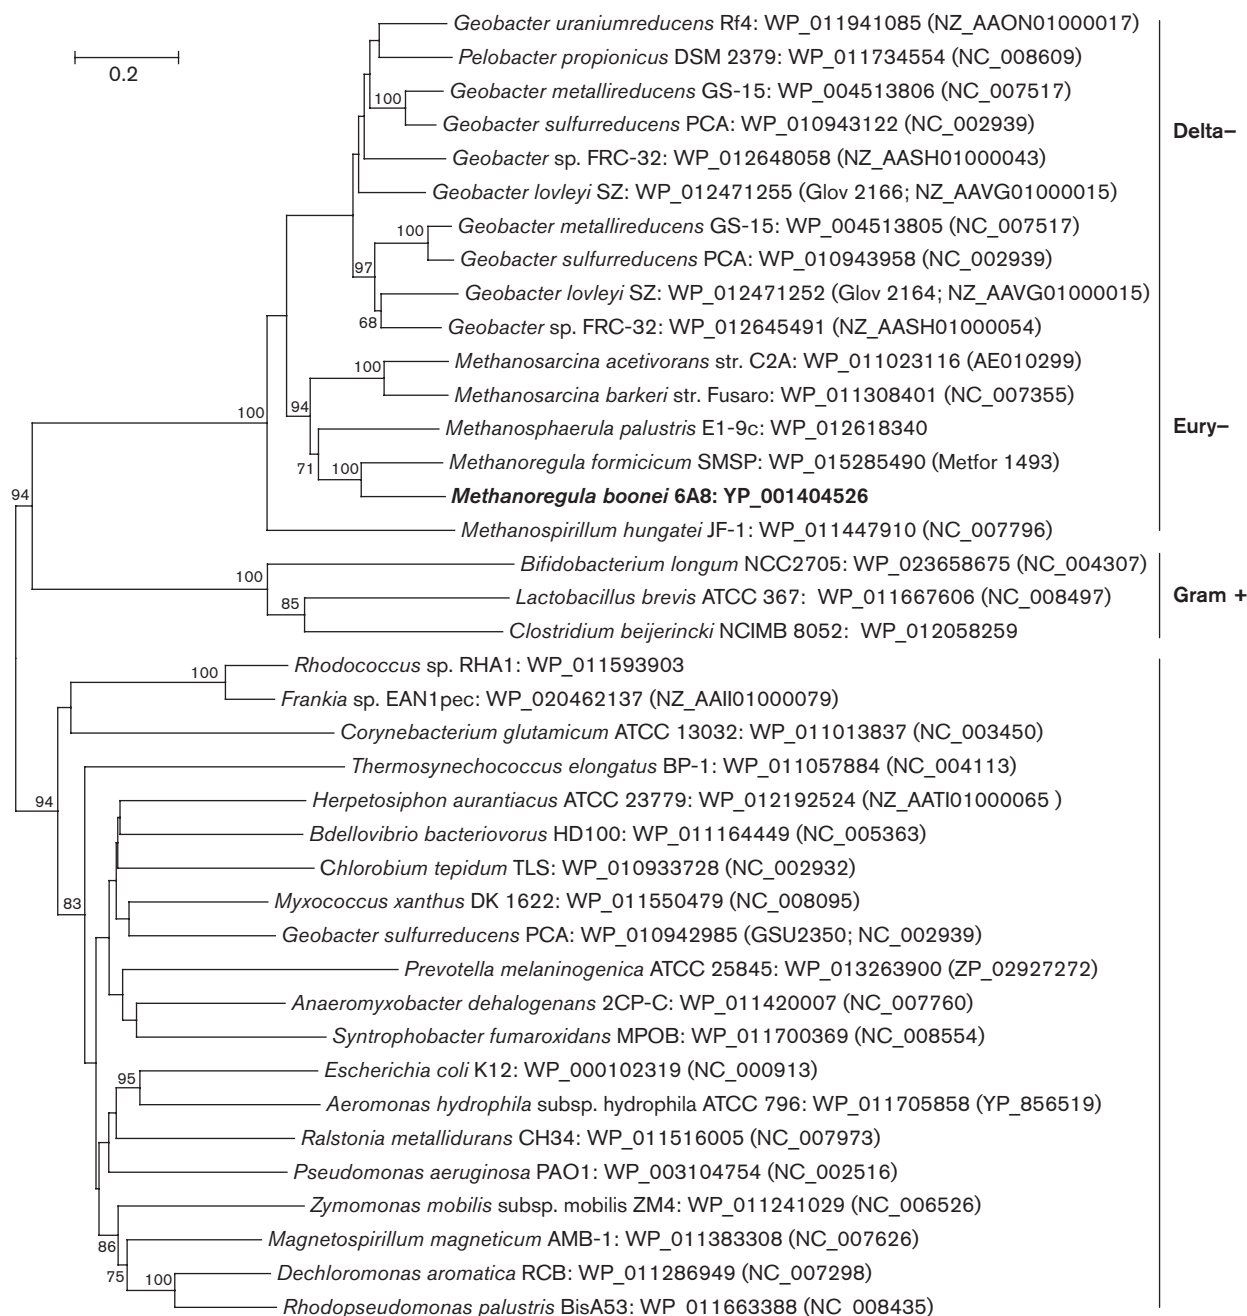 Geobacter uraniumreducens Rf4: WP_011941085 (NZ_AAON01000017)
0.2
Pelobacter propionicus DSM 2379: WP_011734554 (NC_008609)
100
Geobacter metallireducens GS-15: WP_004513806 (NC_007517)
Geobacter sulfurreducens PCA: WP_010943122 (NC_002939)
Delta–
Geobacter sp. FRC-32: WP_012648058 (NZ_AASH01000043)
Geobacter lovleyi SZ: WP_012471255 (Glov 2166; NZ_AAVG01000015)
100
Geobacter metallireducens GS-15: WP_004513805 (NC_007517)
Geobacter sulfurreducens PCA: WP_010943958 (NC_002939)
97
Geobacter lovleyi SZ: WP_012471252 (Glov 2164; NZ_AAVG01000015)
68
Geobacter sp. FRC-32: WP_012645491 (NZ_AASH01000054)
100
Methanosarcina acetivorans str. C2A: WP_011023116 (AE010299)
Methanosarcina barkeri str. Fusaro: WP_011308401 (NC_007355)
100
94
Methanosphaerula palustris E1-9c: WP_012618340
Eury–
71
100
Methanoregula formicicum SMSP: WP_015285490 (Metfor 1493)
94
Methanoregula boonei 6A8: YP_001404526
Methanospirillum hungatei JF-1: WP_011447910 (NC_007796)
100
Bifidobacterium longum NCC2705: WP_023658675 (NC_004307)
85
Lactobacillus brevis ATCC 367: WP_011667606 (NC_008497)
Gram +
Clostridium beijerincki NCIMB 8052: WP_012058259
100
Rhodococcus sp. RHA1: WP_011593903
Frankia sp. EAN1pec: WP_020462137 (NZ_AAII01000079)
Corynebacterium glutamicum ATCC 13032: WP_011013837 (NC_003450)
Thermosynechococcus elongatus BP-1: WP_011057884 (NC_004113)
94
Herpetosiphon aurantiacus ATCC 23779: WP_012192524 (NZ_AATI01000065 )
Bdellovibrio bacteriovorus HD100: WP_011164449 (NC_005363)
Chlorobium tepidum TLS: WP_010933728 (NC_002932)
83
Myxococcus xanthus DK 1622: WP_011550479 (NC_008095)
Geobacter sulfurreducens PCA: WP_010942985 (GSU2350; NC_002939)
Prevotella melaninogenica ATCC 25845: WP_013263900 (ZP_02927272)
Anaeromyxobacter dehalogenans 2CP-C: WP_011420007 (NC_007760)
Syntrophobacter fumaroxidans MPOB: WP_011700369 (NC_008554)
95
Escherichia coli K12: WP_000102319 (NC_000913)
Aeromonas hydrophila subsp. hydrophila ATCC 796: WP_011705858 (YP_856519)
Ralstonia metallidurans CH34: WP_011516005 (NC_007973)
Pseudomonas aeruginosa PAO1: WP_003104754 (NC_002516)
Zymomonas mobilis subsp. mobilis ZM4: WP_011241029 (NC_006526)
86
Magnetospirillum magneticum AMB-1: WP_011383308 (NC_007626)
75
100
Dechloromonas aromatica RCB: WP_011286949 (NC_007298)
Rhodopseudomonas palustris BisA53: WP_011663388 (NC_008435)